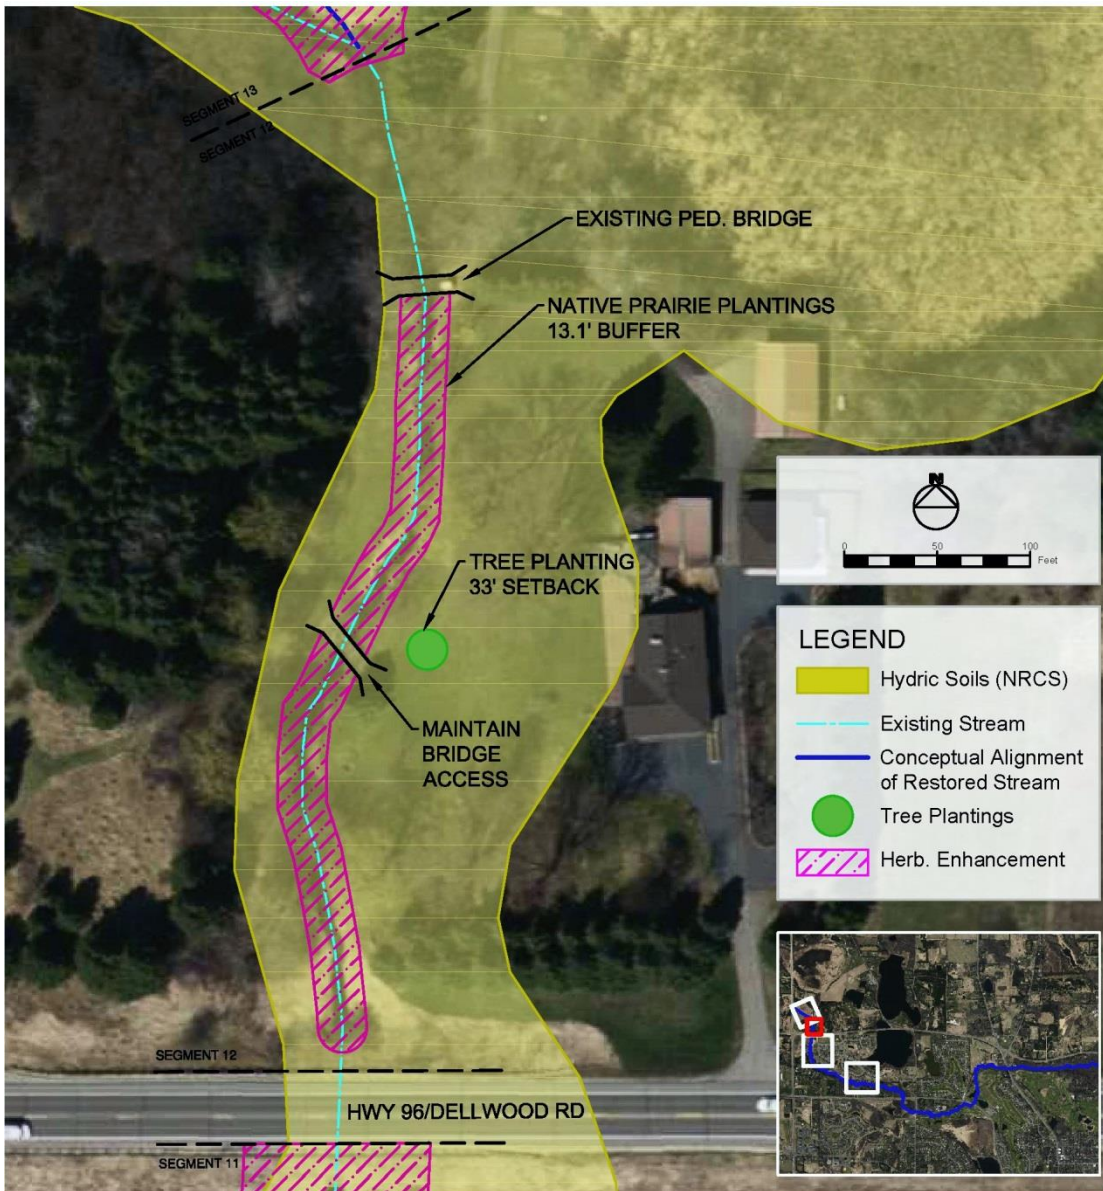 SEGMENT 13
SEGMENT 12
EXISTING PED. BRIDGE
NATIVE PRAIRIE PLANTINGS
13.1' BUFFER
TREE PLANTING
33' SETBACK
MAINTAIN
BRIDGE
ACCESS
SEGMENT 12
HWY 96/DELLWOOD RD
SEGMENT 11
N
0 50 100
Feet
LEGEND
Hydric Soils (NRCS)
Existing Stream
Conceptual Alignment
of Restored Stream
Tree Plantings
Herb. Enhancement